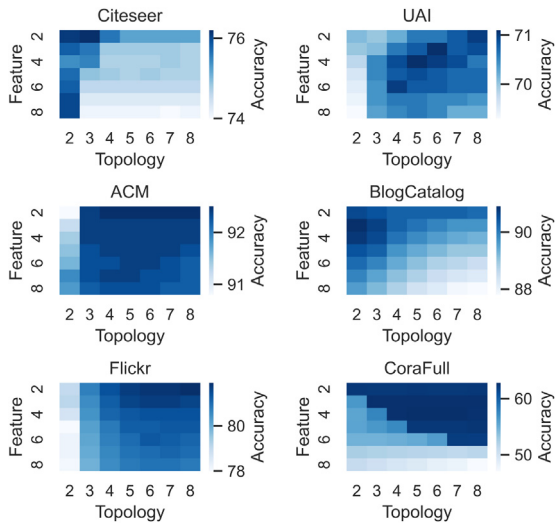 Citeseer
Feature
2
4
6
8
2 3 4 5 6 7 8
Topology
76
74
Accuracy
UAI
Feature
2
4
6
8
2 3 4 5 6 7 8
Topology
71
70
Accuracy
ACM
Feature
2
4
6
8
2 3 4 5 6 7 8
Topology
92
91
Accuracy
BlogCatalog
Feature
2
4
6
8
2 3 4 5 6 7 8
Topology
90
88
Accuracy
Flickr
Feature
2
4
6
8
2 3 4 5 6 7 8
Topology
80
78
Accuracy
CoraFull
Feature
2
4
6
8
2 3 4 5 6 7 8
Topology
60
50
Accuracy